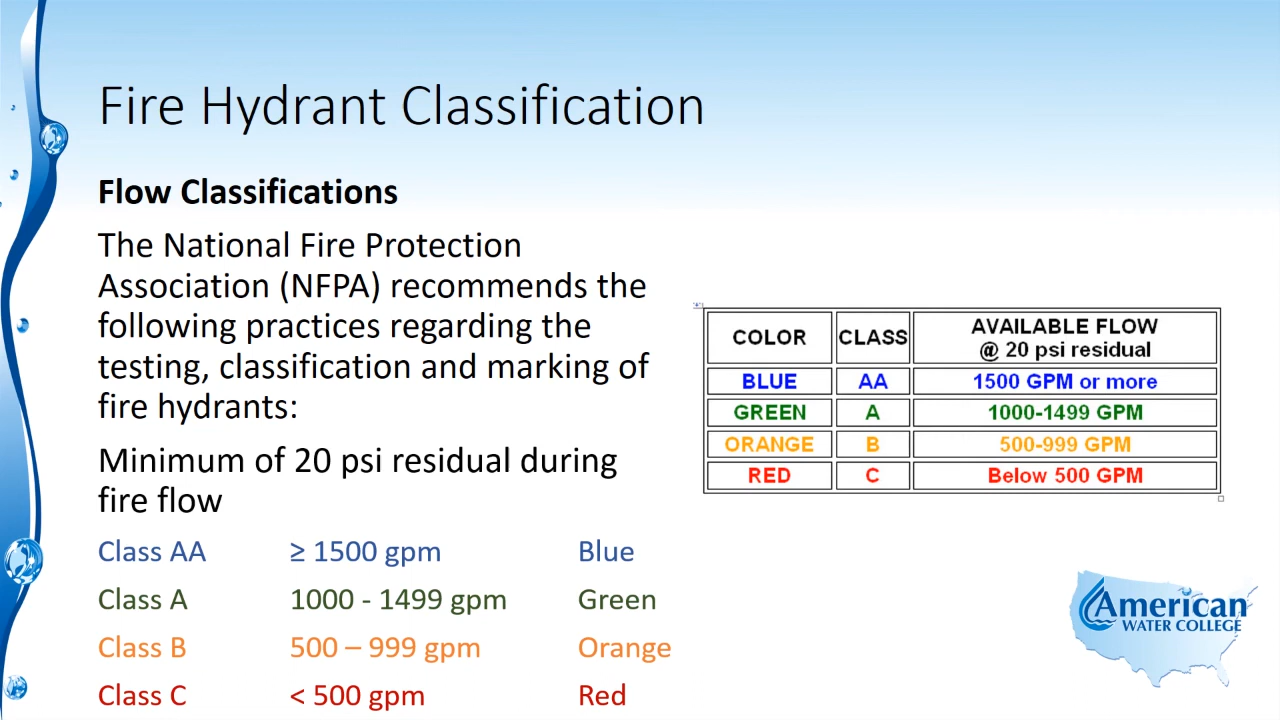 Fire Hydrant Classification
Flow Classifications
The National Fire Protection
Association (NFPA) recommends the
following practices regarding the
testing, classification and marking of
fire hydrants:
Minimum of 20 psi residual during
fire flow
Class AA ≥ 1500 gpm Blue
Class A 1000 - 1499 gpm Green
Class B 500 – 999 gpm Orange
Class C < 500 gpm Red
COLOR CLASS AVAILABLE FLOW
@ 20 psi residual
BLUE AA 1500 GPM or more
GREEN A 1000-1499 GPM
ORANGE B 500-999 GPM
RED C Below 500 GPM
American
WATER COLLEGE